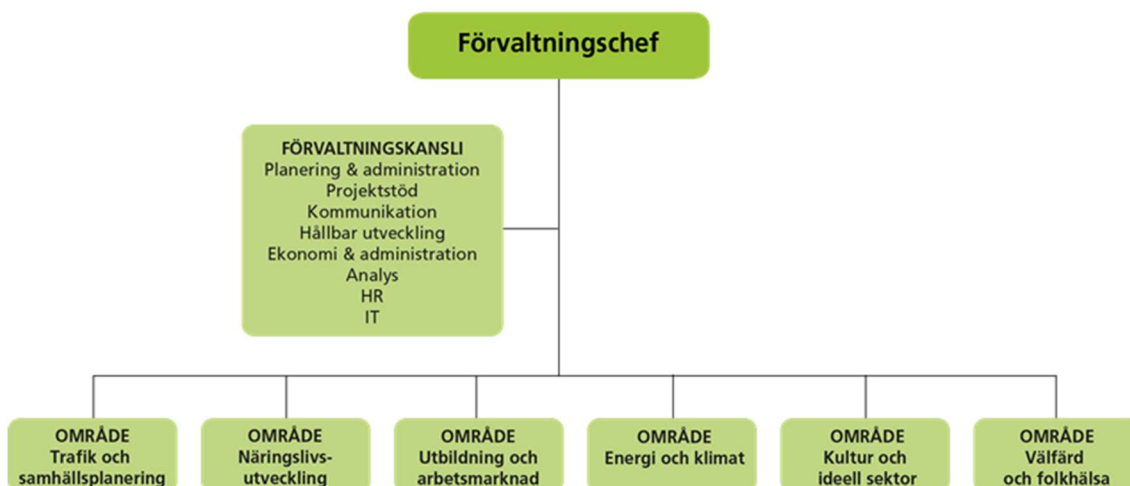 Förvaltningschef
FÖRVALTNINGSKANSLI
Planering & administration
Projektstöd
Kommunikation
Hållbar utveckling
Ekonomi & administration
Analys
HR
IT
OMRÅDE
Trafik och
samhällsplanering
OMRÅDE
Näringslivs-
utveckling
OMRÅDE
Utbildning och
arbetsmarknad
OMRÅDE
Energi och klimat
OMRÅDE
Kultur och
ideell sektor
OMRÅDE
Välfärd
och folkhälsa